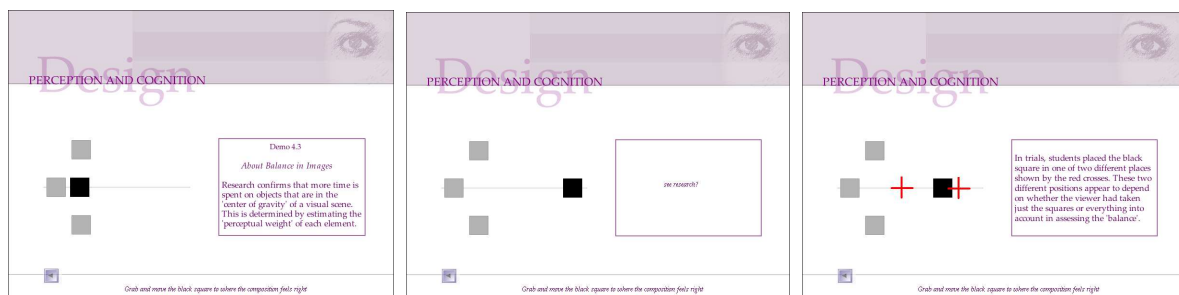 Design
PERCEPTION AND COGNITION
Demo 4.3
About Balance in Images
Research confirms that more time is
spent on objects that are in the
'center of gravity' of a visual scene.
This is determined by estimating the
'perceptual weight' of each element.
Grab and move the black square to where the composition feels right
Design
PERCEPTION AND COGNITION
see research?
Grab and move the black square to where the composition feels right
Design
PERCEPTION AND COGNITION
In trials, students placed the black
square in one of two different places
shown by the red crosses. These two
different positions appear to depend
on whether the viewer had taken
just the squares or everything into
account in assessing the 'balance'.
Grab and move the black square to where the composition feels right